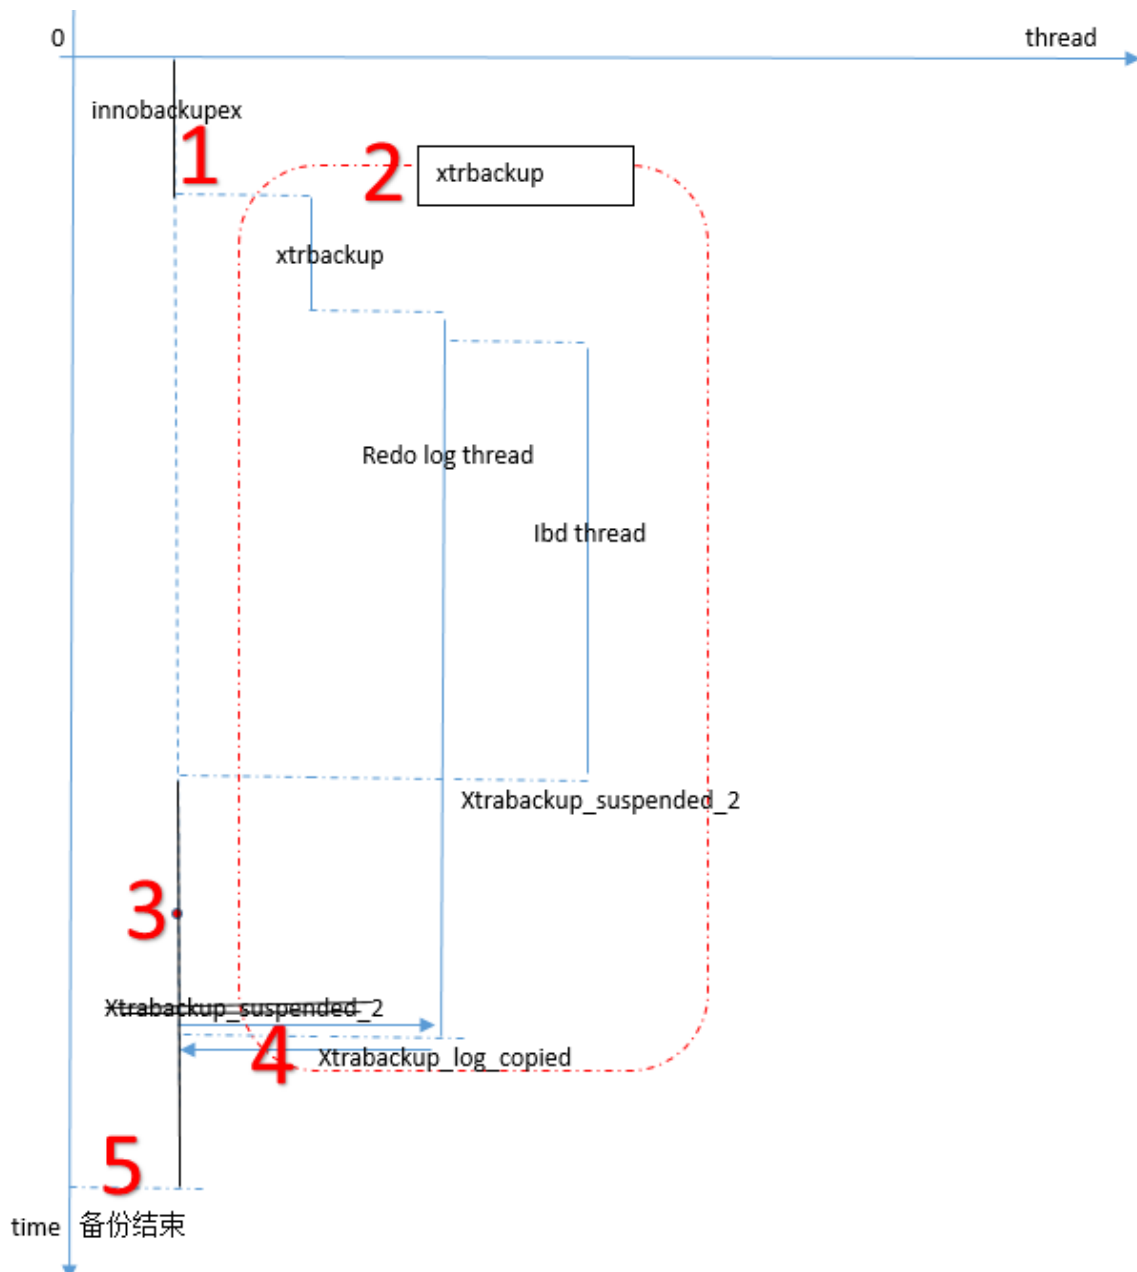 0
thread
innobackupex
1
2
xtrbackup
xtrbackup
Redo log thread
Ibd thread
Xtrabackup_suspended_2
3
Xtrabackup_suspended_2
4
Xtrabackup_log_copied
5
time
备份结束